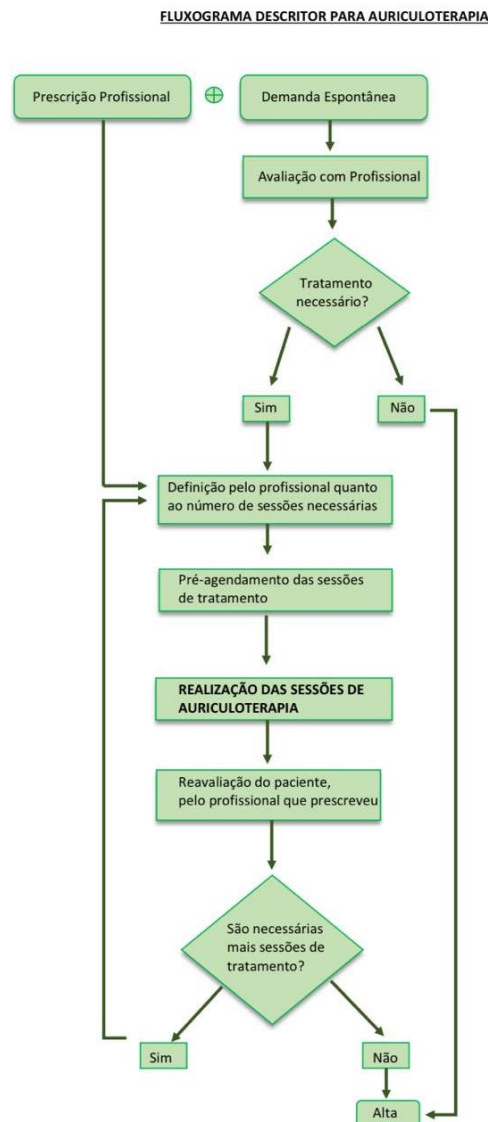 FLUXOGRAMA DESCRITOR PARA AURICULOTERAPIA
Prescrição Profissional
Demanda Espontânea
Avaliação com Profissional
Tratamento
necessário?
Sim
Não
Definição pelo profissional quanto
ao número de sessões necessárias
Pré-agendamento das sessões
de tratamento
REALIZAÇÃO DAS SESSÕES DE
AURICULOTERAPIA
Reavaliação do paciente,
pelo profissional que prescreveu
São necessárias
mais sessões de
tratamento?
Sim
Não
Alta